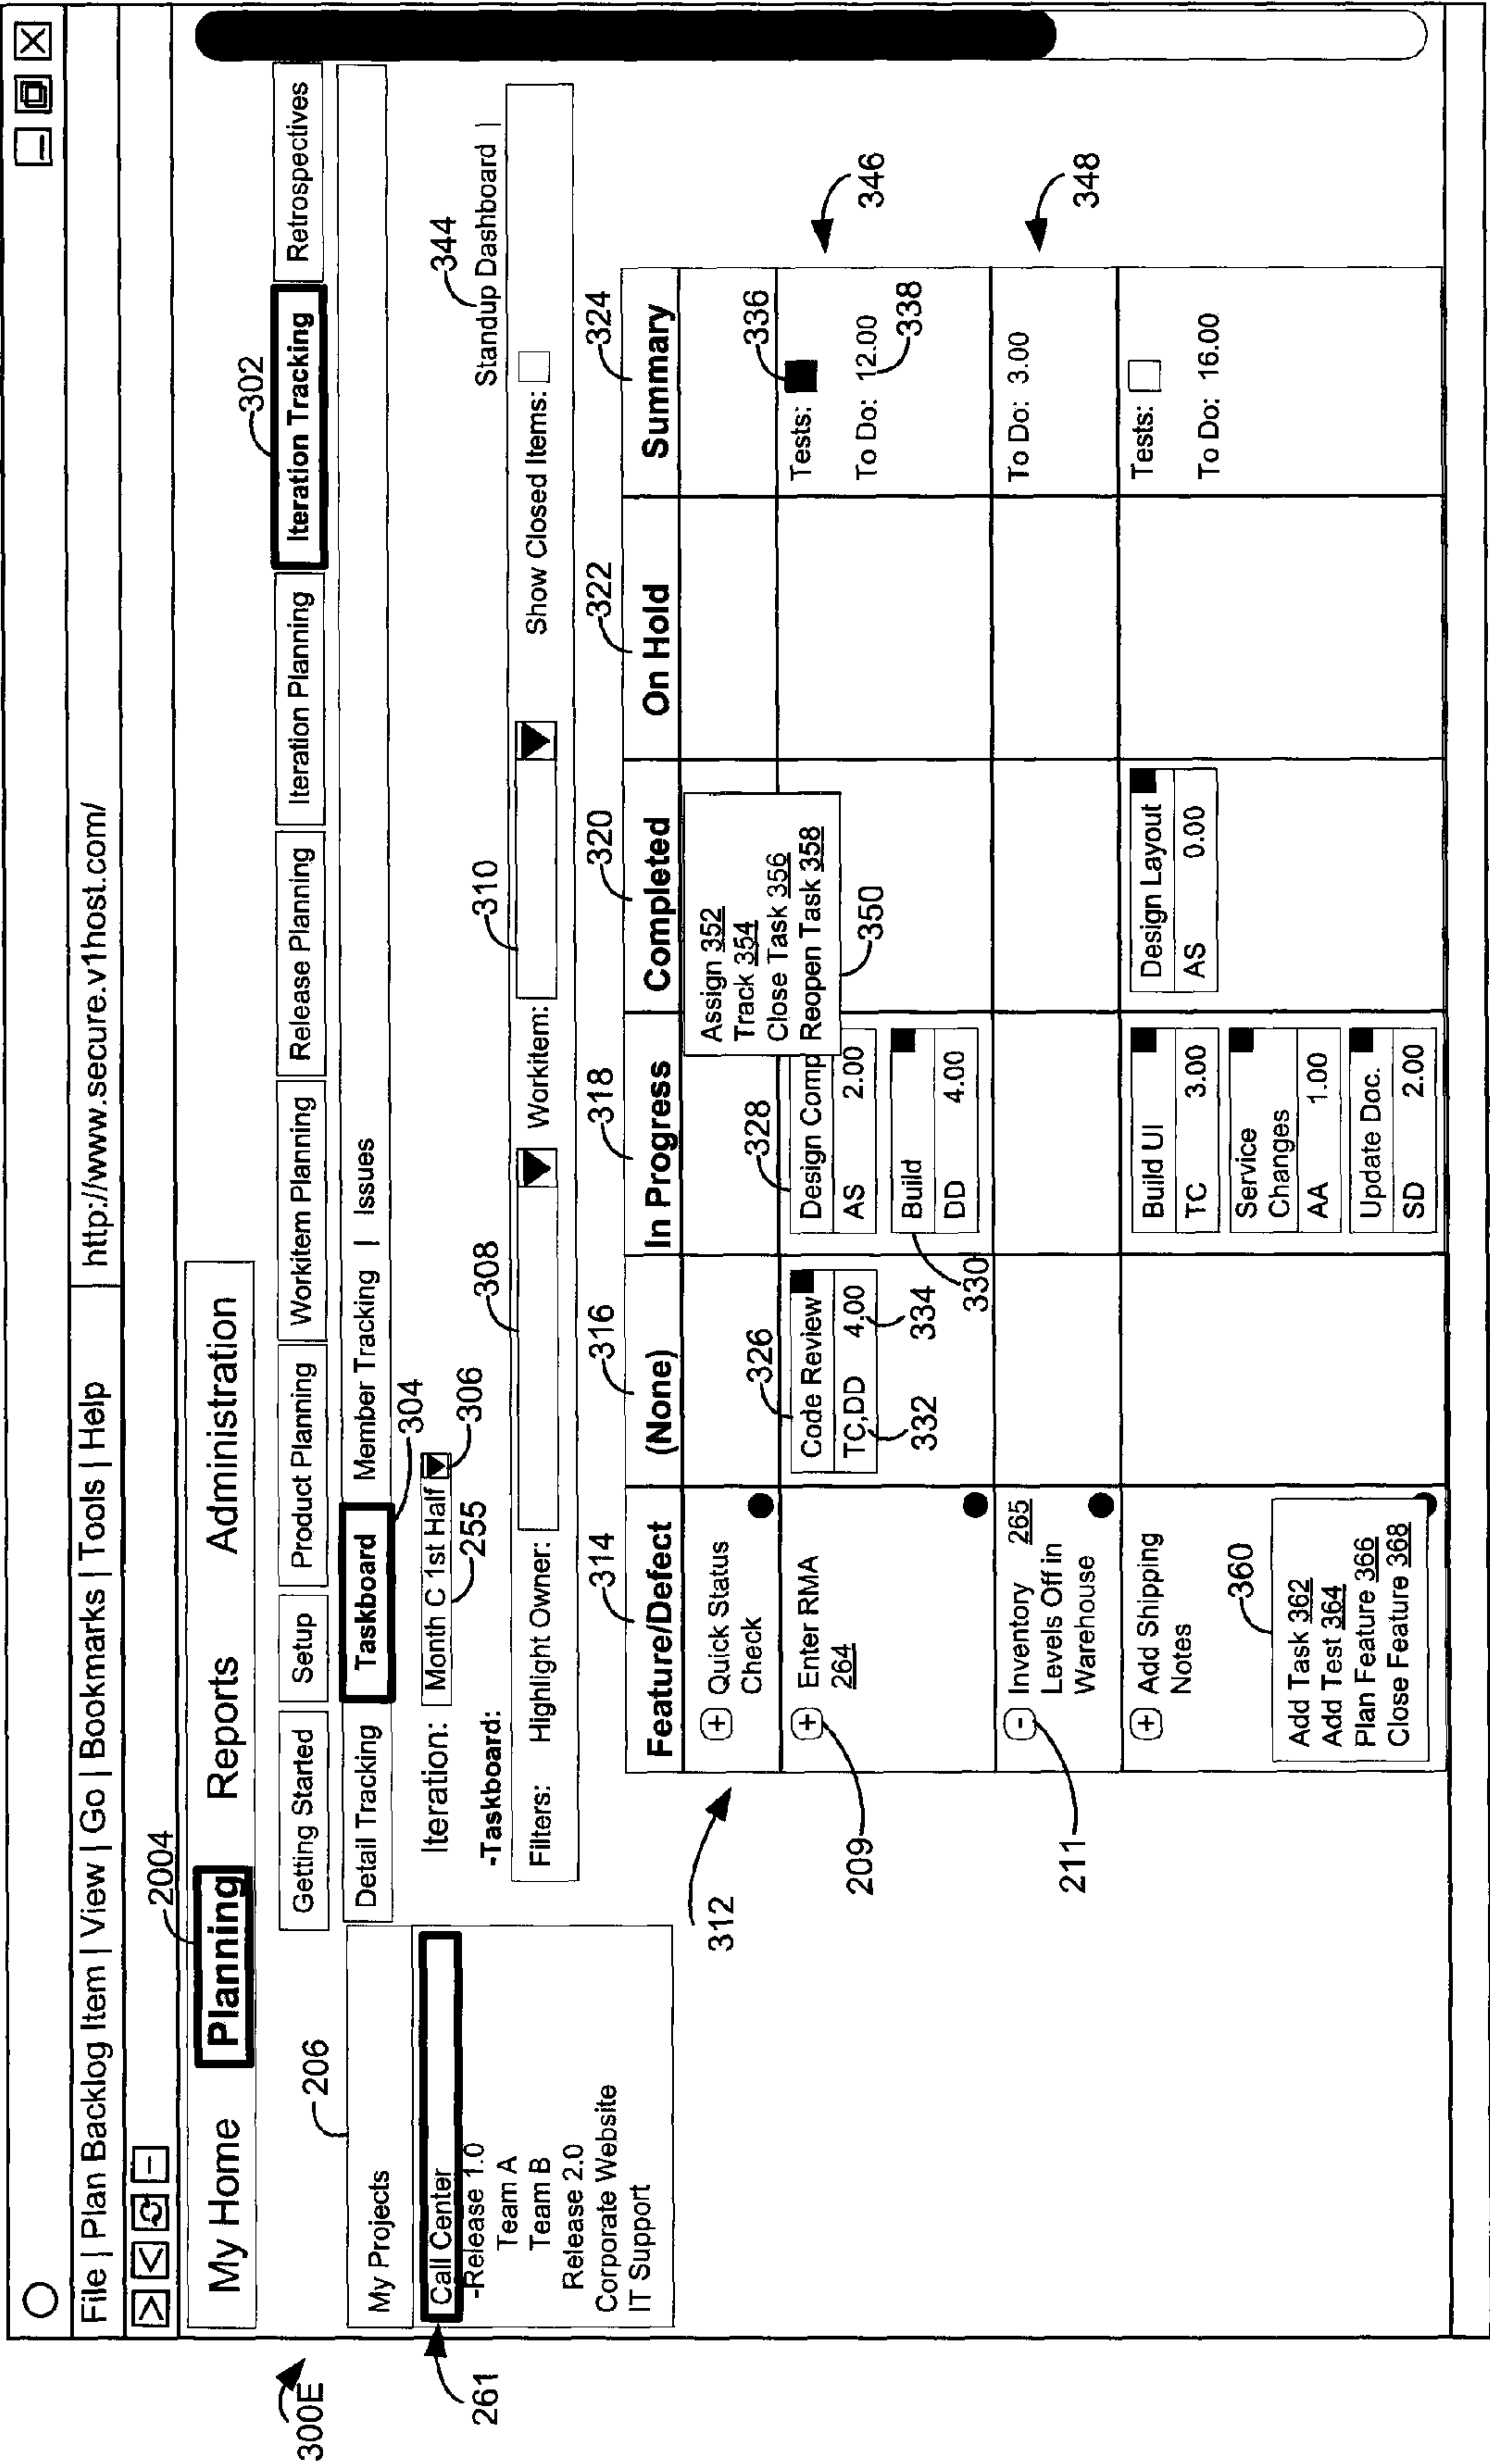 300E
File | Plan Backlog Item | View | Go | Bookmarks | Tools | Help
http://www.secure.v1host.com/
2004
My Home
Planning
Reports
Administration
302
Getting Started
Setup
Product Planning
Workitem Planning
Release Planning
Iteration Planning
Iteration Tracking
Retrospectives
206
Detail Tracking
Taskboard
Member Tracking | Issues
304
My Projects
261
Call Center
-Release 1.0
Team A
Team B
Release 2.0
Corporate Website
IT Support
Iteration:
Month C 1st Half
255
306
344
-Taskboard:
Standup Dashboard |
308
310
Filters:
Highlight Owner:
Workitem:
Show Closed Items:
314
316
318
320
322
324
Feature/Defect
(None)
In Progress
Completed
On Hold
Summary
312
+ Quick Status
Check
Assign 352
Track 354
Close Task 356
Reopen Task 358
350
326
328
336
346
209
+ Enter RMA
264
Code Review
TC,DD 4.00
332
334
Design Comp
AS 2.00
Build
DD 4.00
330
Tests:
To Do: 12.00
338
211
- Inventory 265
Levels Off in
Warehouse
To Do: 3.00
348
+ Add Shipping
Notes
Build UI
TC 3.00
Service
Changes
AA 1.00
Update Doc.
SD 2.00
Design Layout
AS 0.00
Tests:
To Do: 16.00
360
Add Task 362
Add Test 364
Plan Feature 366
Close Feature 368